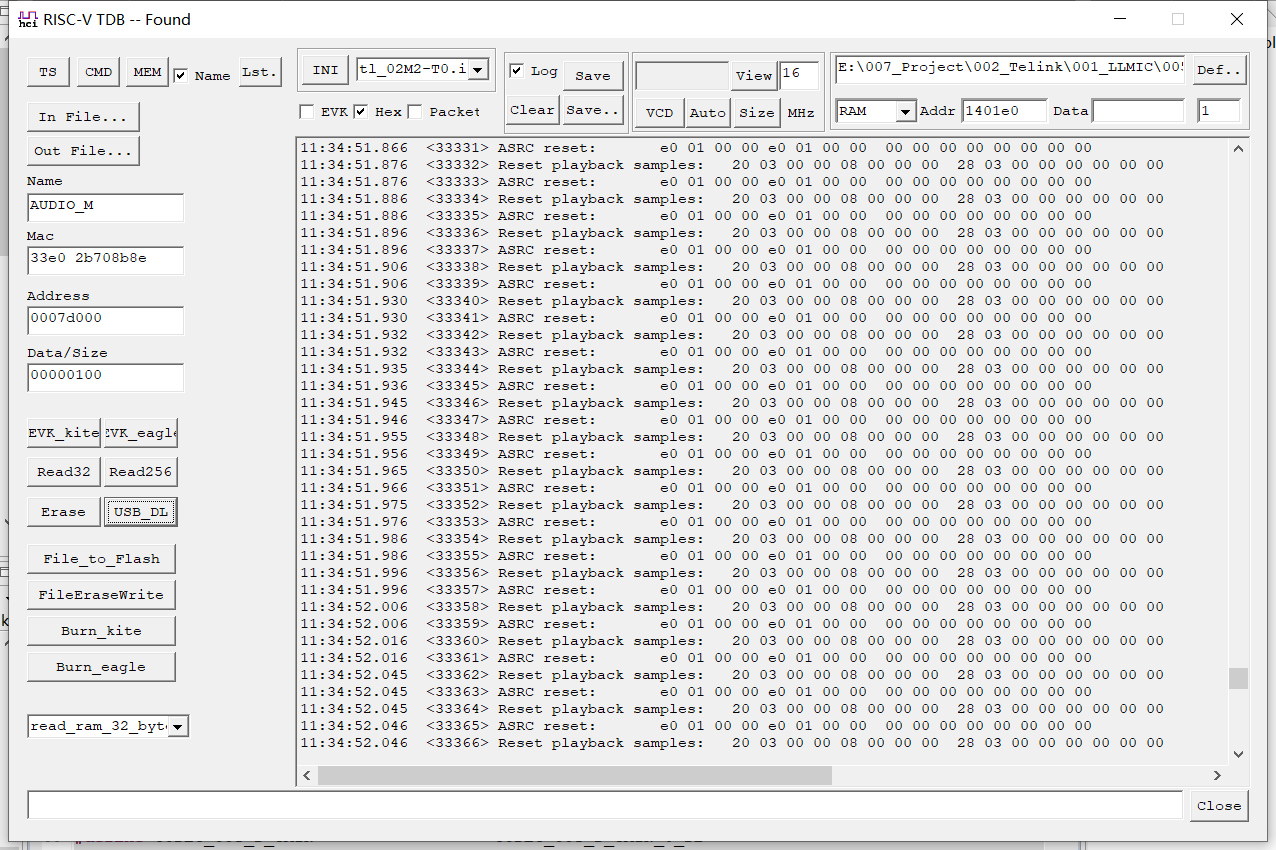 hci RISC-V TDB -- Found
TS CMD MEM Name Lst.
INI tl_02M2-T0.i
Log Save
View 16
E:\007_Project\002_Telink\001_LLMIC\00 Def..
EVK Hex Packet
Clear Save..
VCD Auto Size MHz
RAM Addr 1401e0 Data 1
In File...
Out File...
Name
AUDIO_M
Mac
33e0 2b708b8e
Address
0007d000
Data/Size
00000100
EVK_kite EVK_eagle
Read32 Read256
Erase USB_DL
File_to_Flash
FileEraseWrite
Burn_kite
Burn_eagle
read_ram_32_byt
11:34:51.866 <33331> ASRC reset: e0 01 00 00 e0 01 00 00 00 00 00 00 00 00 00 00
11:34:51.876 <33332> Reset playback samples: 20 03 00 00 08 00 00 00 28 03 00 00 00 00 00 00
11:34:51.876 <33333> ASRC reset: e0 01 00 00 e0 01 00 00 00 00 00 00 00 00 00 00
11:34:51.886 <33334> Reset playback samples: 20 03 00 00 08 00 00 00 28 03 00 00 00 00 00 00
11:34:51.886 <33335> ASRC reset: e0 01 00 00 e0 01 00 00 00 00 00 00 00 00 00 00
11:34:51.896 <33336> Reset playback samples: 20 03 00 00 08 00 00 00 28 03 00 00 00 00 00 00
11:34:51.896 <33337> ASRC reset: e0 01 00 00 e0 01 00 00 00 00 00 00 00 00 00 00
11:34:51.906 <33338> Reset playback samples: 20 03 00 00 08 00 00 00 28 03 00 00 00 00 00 00
11:34:51.906 <33339> ASRC reset: e0 01 00 00 e0 01 00 00 00 00 00 00 00 00 00 00
11:34:51.930 <33340> Reset playback samples: 20 03 00 00 08 00 00 00 28 03 00 00 00 00 00 00
11:34:51.930 <33341> ASRC reset: e0 01 00 00 e0 01 00 00 00 00 00 00 00 00 00 00
11:34:51.932 <33342> Reset playback samples: 20 03 00 00 08 00 00 00 28 03 00 00 00 00 00 00
11:34:51.932 <33343> ASRC reset: e0 01 00 00 e0 01 00 00 00 00 00 00 00 00 00 00
11:34:51.935 <33344> Reset playback samples: 20 03 00 00 08 00 00 00 28 03 00 00 00 00 00 00
11:34:51.936 <33345> ASRC reset: e0 01 00 00 e0 01 00 00 00 00 00 00 00 00 00 00
11:34:51.945 <33346> Reset playback samples: 20 03 00 00 08 00 00 00 28 03 00 00 00 00 00 00
11:34:51.946 <33347> ASRC reset: e0 01 00 00 e0 01 00 00 00 00 00 00 00 00 00 00
11:34:51.955 <33348> Reset playback samples: 20 03 00 00 08 00 00 00 28 03 00 00 00 00 00 00
11:34:51.956 <33349> ASRC reset: e0 01 00 00 e0 01 00 00 00 00 00 00 00 00 00 00
11:34:51.965 <33350> Reset playback samples: 20 03 00 00 08 00 00 00 28 03 00 00 00 00 00 00
11:34:51.966 <33351> ASRC reset: e0 01 00 00 e0 01 00 00 00 00 00 00 00 00 00 00
11:34:51.975 <33352> Reset playback samples: 20 03 00 00 08 00 00 00 28 03 00 00 00 00 00 00
11:34:51.976 <33353> ASRC reset: e0 01 00 00 e0 01 00 00 00 00 00 00 00 00 00 00
11:34:51.986 <33354> Reset playback samples: 20 03 00 00 08 00 00 00 28 03 00 00 00 00 00 00
11:34:51.986 <33355> ASRC reset: e0 01 00 00 e0 01 00 00 00 00 00 00 00 00 00 00
11:34:51.996 <33356> Reset playback samples: 20 03 00 00 08 00 00 00 28 03 00 00 00 00 00 00
11:34:51.996 <33357> ASRC reset: e0 01 00 00 e0 01 00 00 00 00 00 00 00 00 00 00
11:34:52.006 <33358> Reset playback samples: 20 03 00 00 08 00 00 00 28 03 00 00 00 00 00 00
11:34:52.006 <33359> ASRC reset: e0 01 00 00 e0 01 00 00 00 00 00 00 00 00 00 00
11:34:52.016 <33360> Reset playback samples: 20 03 00 00 08 00 00 00 28 03 00 00 00 00 00 00
11:34:52.016 <33361> ASRC reset: e0 01 00 00 e0 01 00 00 00 00 00 00 00 00 00 00
11:34:52.045 <33362> Reset playback samples: 20 03 00 00 08 00 00 00 28 03 00 00 00 00 00 00
11:34:52.045 <33363> ASRC reset: e0 01 00 00 e0 01 00 00 00 00 00 00 00 00 00 00
11:34:52.045 <33364> Reset playback samples: 20 03 00 00 08 00 00 00 28 03 00 00 00 00 00 00
11:34:52.046 <33365> ASRC reset: e0 01 00 00 e0 01 00 00 00 00 00 00 00 00 00 00
11:34:52.046 <33366> Reset playback samples: 20 03 00 00 08 00 00 00 28 03 00 00 00 00 00 00
Close